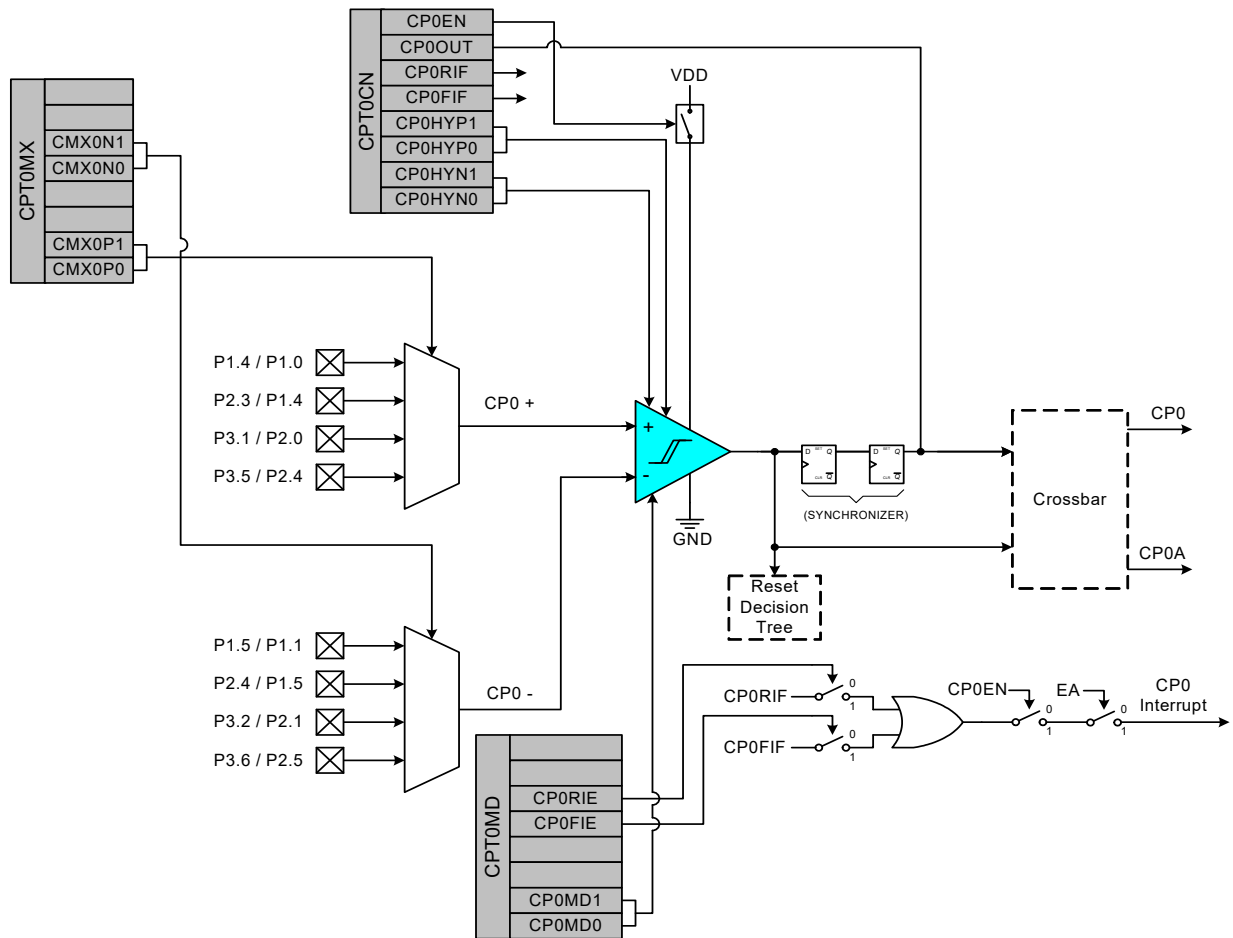 CPT0CN
CP0EN
CP0OUT
CP0RIF
CP0FIF
CP0HYP1
CP0HYP0
CP0HYN1
CP0HYN0
VDD
CPT0MX
CMX0N1
CMX0N0
CMX0P1
CMX0P0
P1.4 / P1.0
P2.3 / P1.4
P3.1 / P2.0
P3.5 / P2.4
CP0 +
+
-
GND
D SET Q
CLR Q
D SET Q
CLR Q
(SYNCHRONIZER)
Crossbar
CP0
CP0A
Reset
Decision
Tree
P1.5 / P1.1
P2.4 / P1.5
P3.2 / P2.1
P3.6 / P2.5
CP0 -
CPT0MD
CP0RIE
CP0FIE
CP0MD1
CP0MD0
CP0RIF
0
1
CP0FIF
0
1
CP0EN
0
1
EA
0
1
CP0
Interrupt